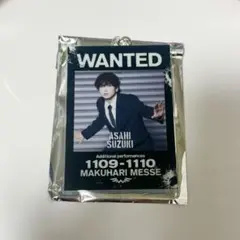 WANTED
ASAHI
SUZUKI
Additional performances
1109-1110
MAKUHARI MESSE